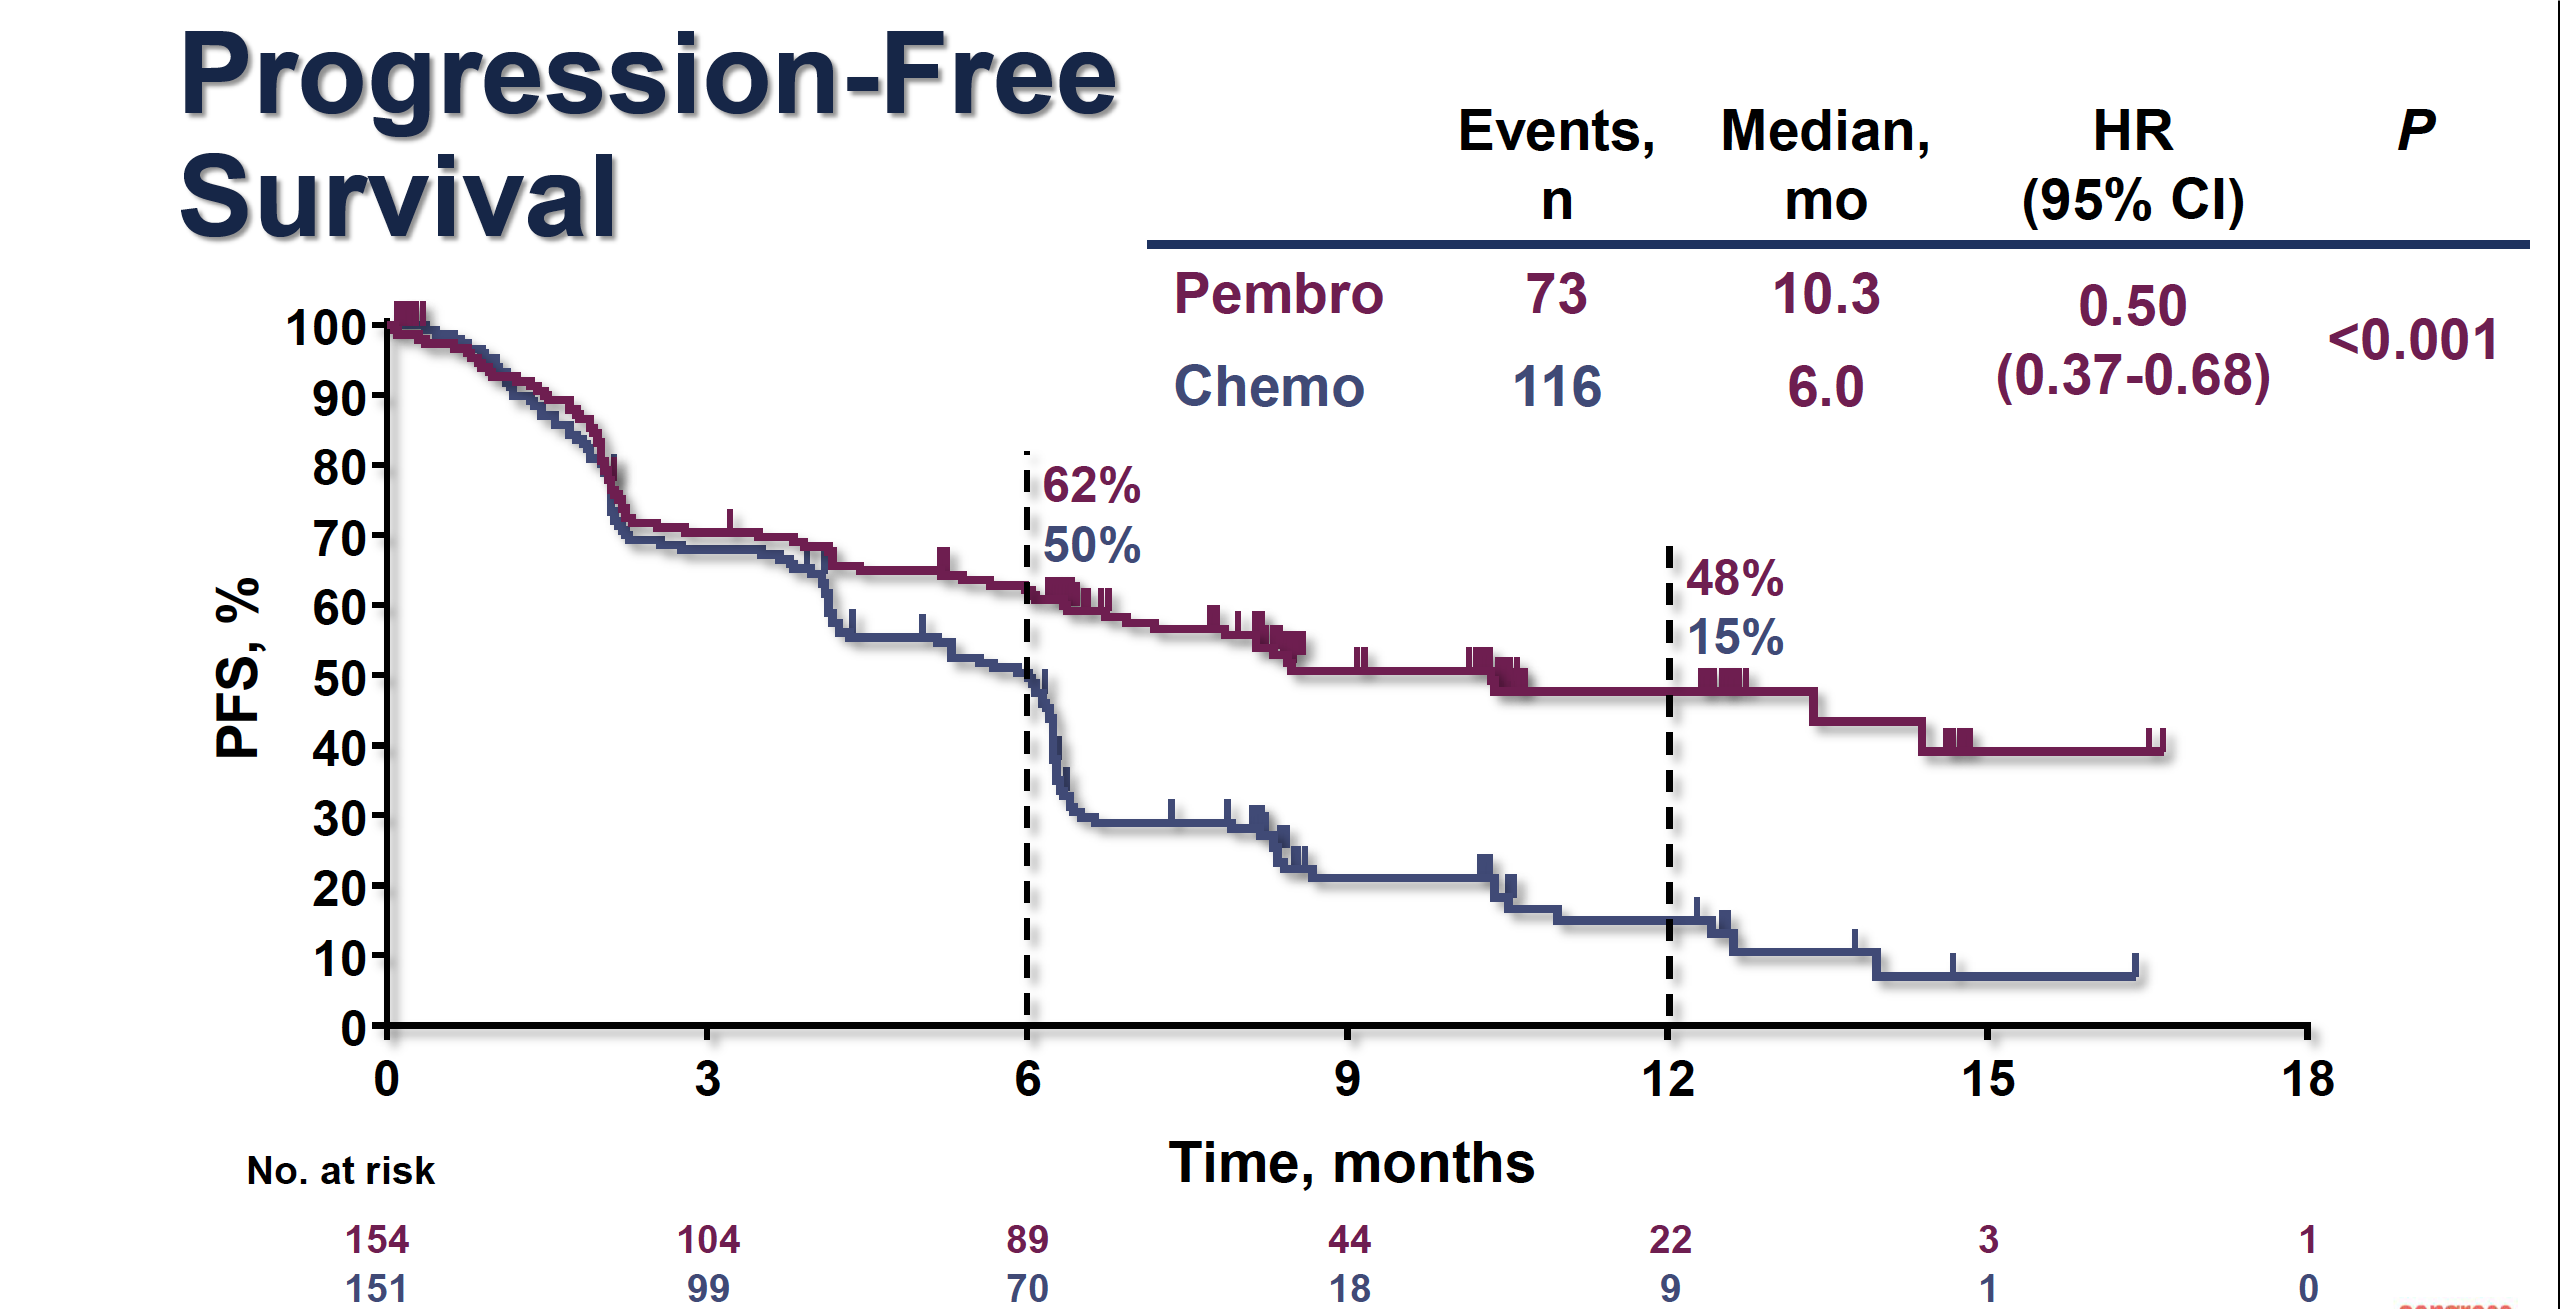 Progression-Free
Survival
Events, Median, HR P
n mo (95% CI)
Pembro 73 10.3 0.50
(0.37-0.68) <0.001
Chemo 116 6.0
100
90
80
70
60
50
40
30
20
10
0
PFS, %
62%
50%
48%
15%
0 3 6 9 12 15 18
Time, months
No. at risk
154 104 89 44 22 3 1
151 99 70 18 9 1 0